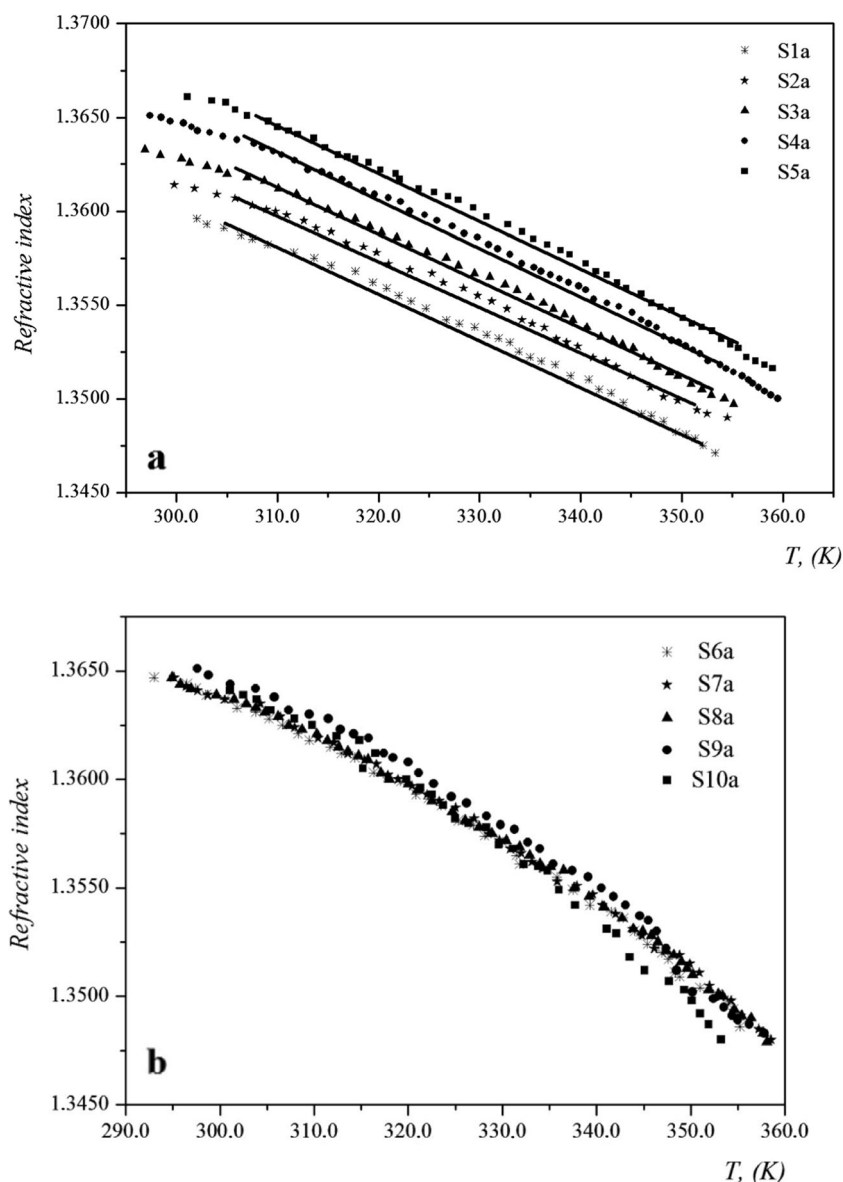 1.3700
1.3650
1.3600
1.3550
1.3500
1.3450
Refractive index
S1a
S2a
S3a
S4a
S5a
a
300.0 310.0 320.0 330.0 340.0 350.0 360.0
T, (K)
1.3650
1.3600
1.3550
1.3500
1.3450
Refractive index
S6a
S7a
S8a
S9a
S10a
b
290.0 300.0 310.0 320.0 330.0 340.0 350.0 360.0
T, (K)